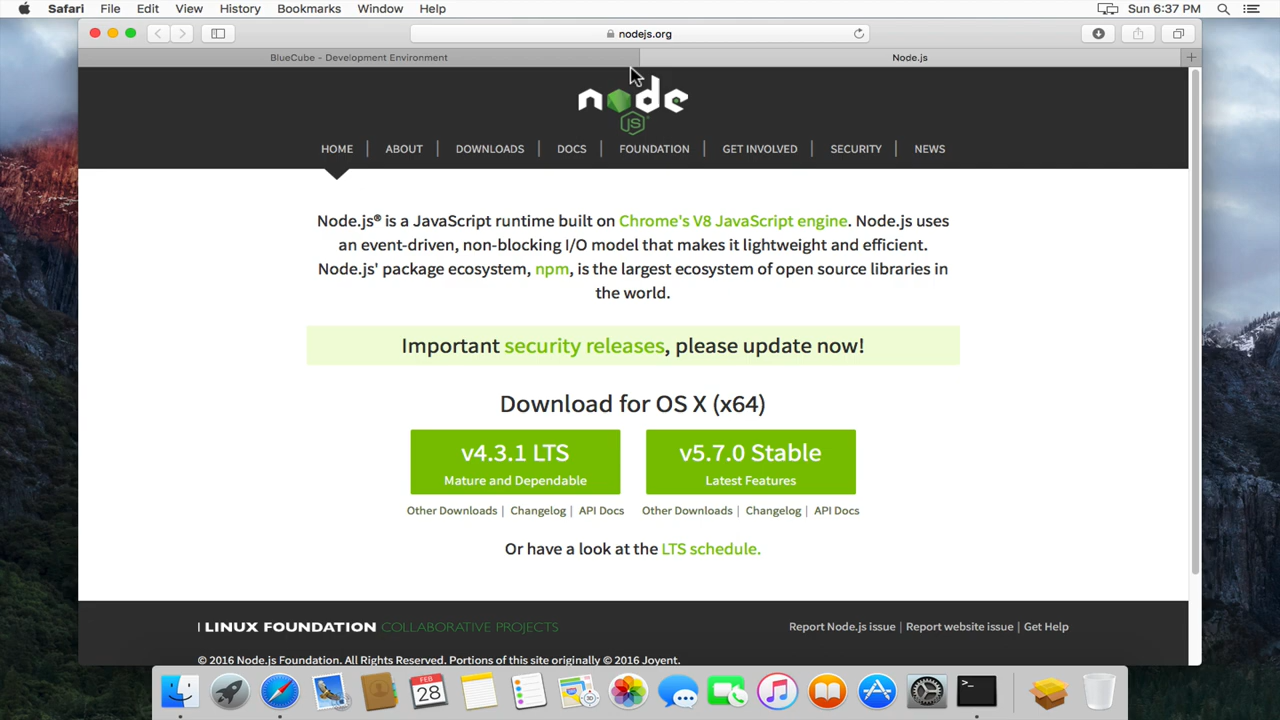 Safari File Edit View History Bookmarks Window Help Sun 6:37 PM
nodejs.org
BlueCube - Development Environment Node.js
node
JS
HOME | ABOUT | DOWNLOADS | DOCS | FOUNDATION | GET INVOLVED | SECURITY | NEWS
Node.js® is a JavaScript runtime built on Chrome's V8 JavaScript engine. Node.js uses
an event-driven, non-blocking I/O model that makes it lightweight and efficient.
Node.js' package ecosystem, npm, is the largest ecosystem of open source libraries in
the world.
Important security releases, please update now!
Download for OS X (x64)
v4.3.1 LTS
Mature and Dependable
v5.7.0 Stable
Latest Features
Other Downloads | Changelog | API Docs
Other Downloads | Changelog | API Docs
Or have a look at the LTS schedule.
LINUX FOUNDATION COLLABORATIVE PROJECTS
Report Node.js issue | Report website issue | Get Help
© 2016 Node.js Foundation. All Rights Reserved. Portions of this site originally © 2016 Joyent.
FEB
28